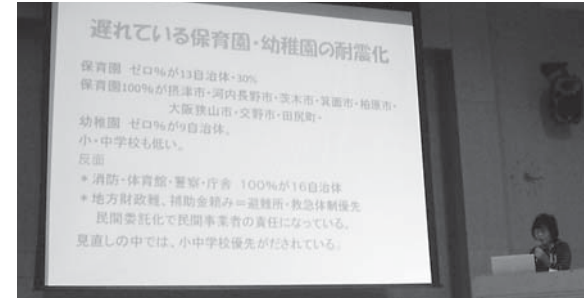 遅れている保育園・幼稚園の耐震化
保育園 ゼロ%が13自治体・30%
保育園100%が摂津市・河内長野市・茨木市・箕面市・柏原市・
大阪狭山市・交野市・田尻町・
幼稚園 ゼロ%が9自治体、
小・中学校も低い。
反面
*消防・体育館・警察・庁舎 100%が16自治体
*地方財政難、補助金頼み=避難所・救急体制優先
民間委託化で民間事業者の責任になっている。
見直しの中では、小中学校優先がだされている。